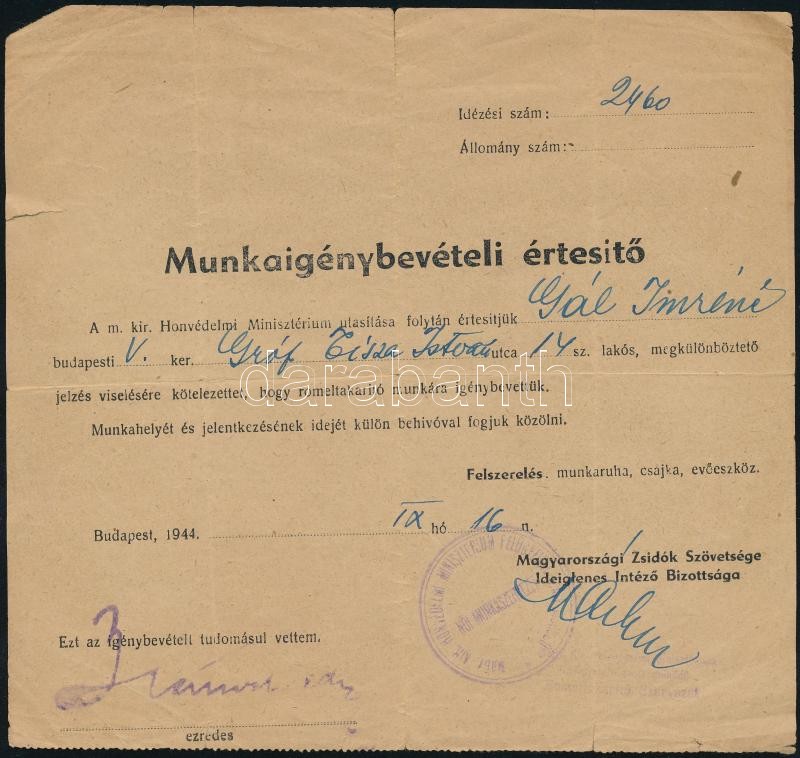 Idézési szám: 2460
Állomány szám:
Munkaigénybevételi értesitő
A m. kir. Honvédelmi Minisztérium utasitása folytán értesitjük Gál Imréné
budapesti V. ker. Gróf Tisza István utca 14 sz. lakós, megkülönböztető
jelzés viselésére kötelezettet, hogy romeltakaritó munkára igénybevettük.
Munkahelyét és jelentkezésének idejét külön behivóval fogjuk közölni.
Felszerelés: munkaruha, csajka, evőeszköz.
Budapest, 1944. IX hó 16 n.
Magyarországi Zsidók Szövetsége
Ideiglenes Intéző Bizottsága
Ezt az igénybevételt tudomásul vettem.
ezredes
darabanth